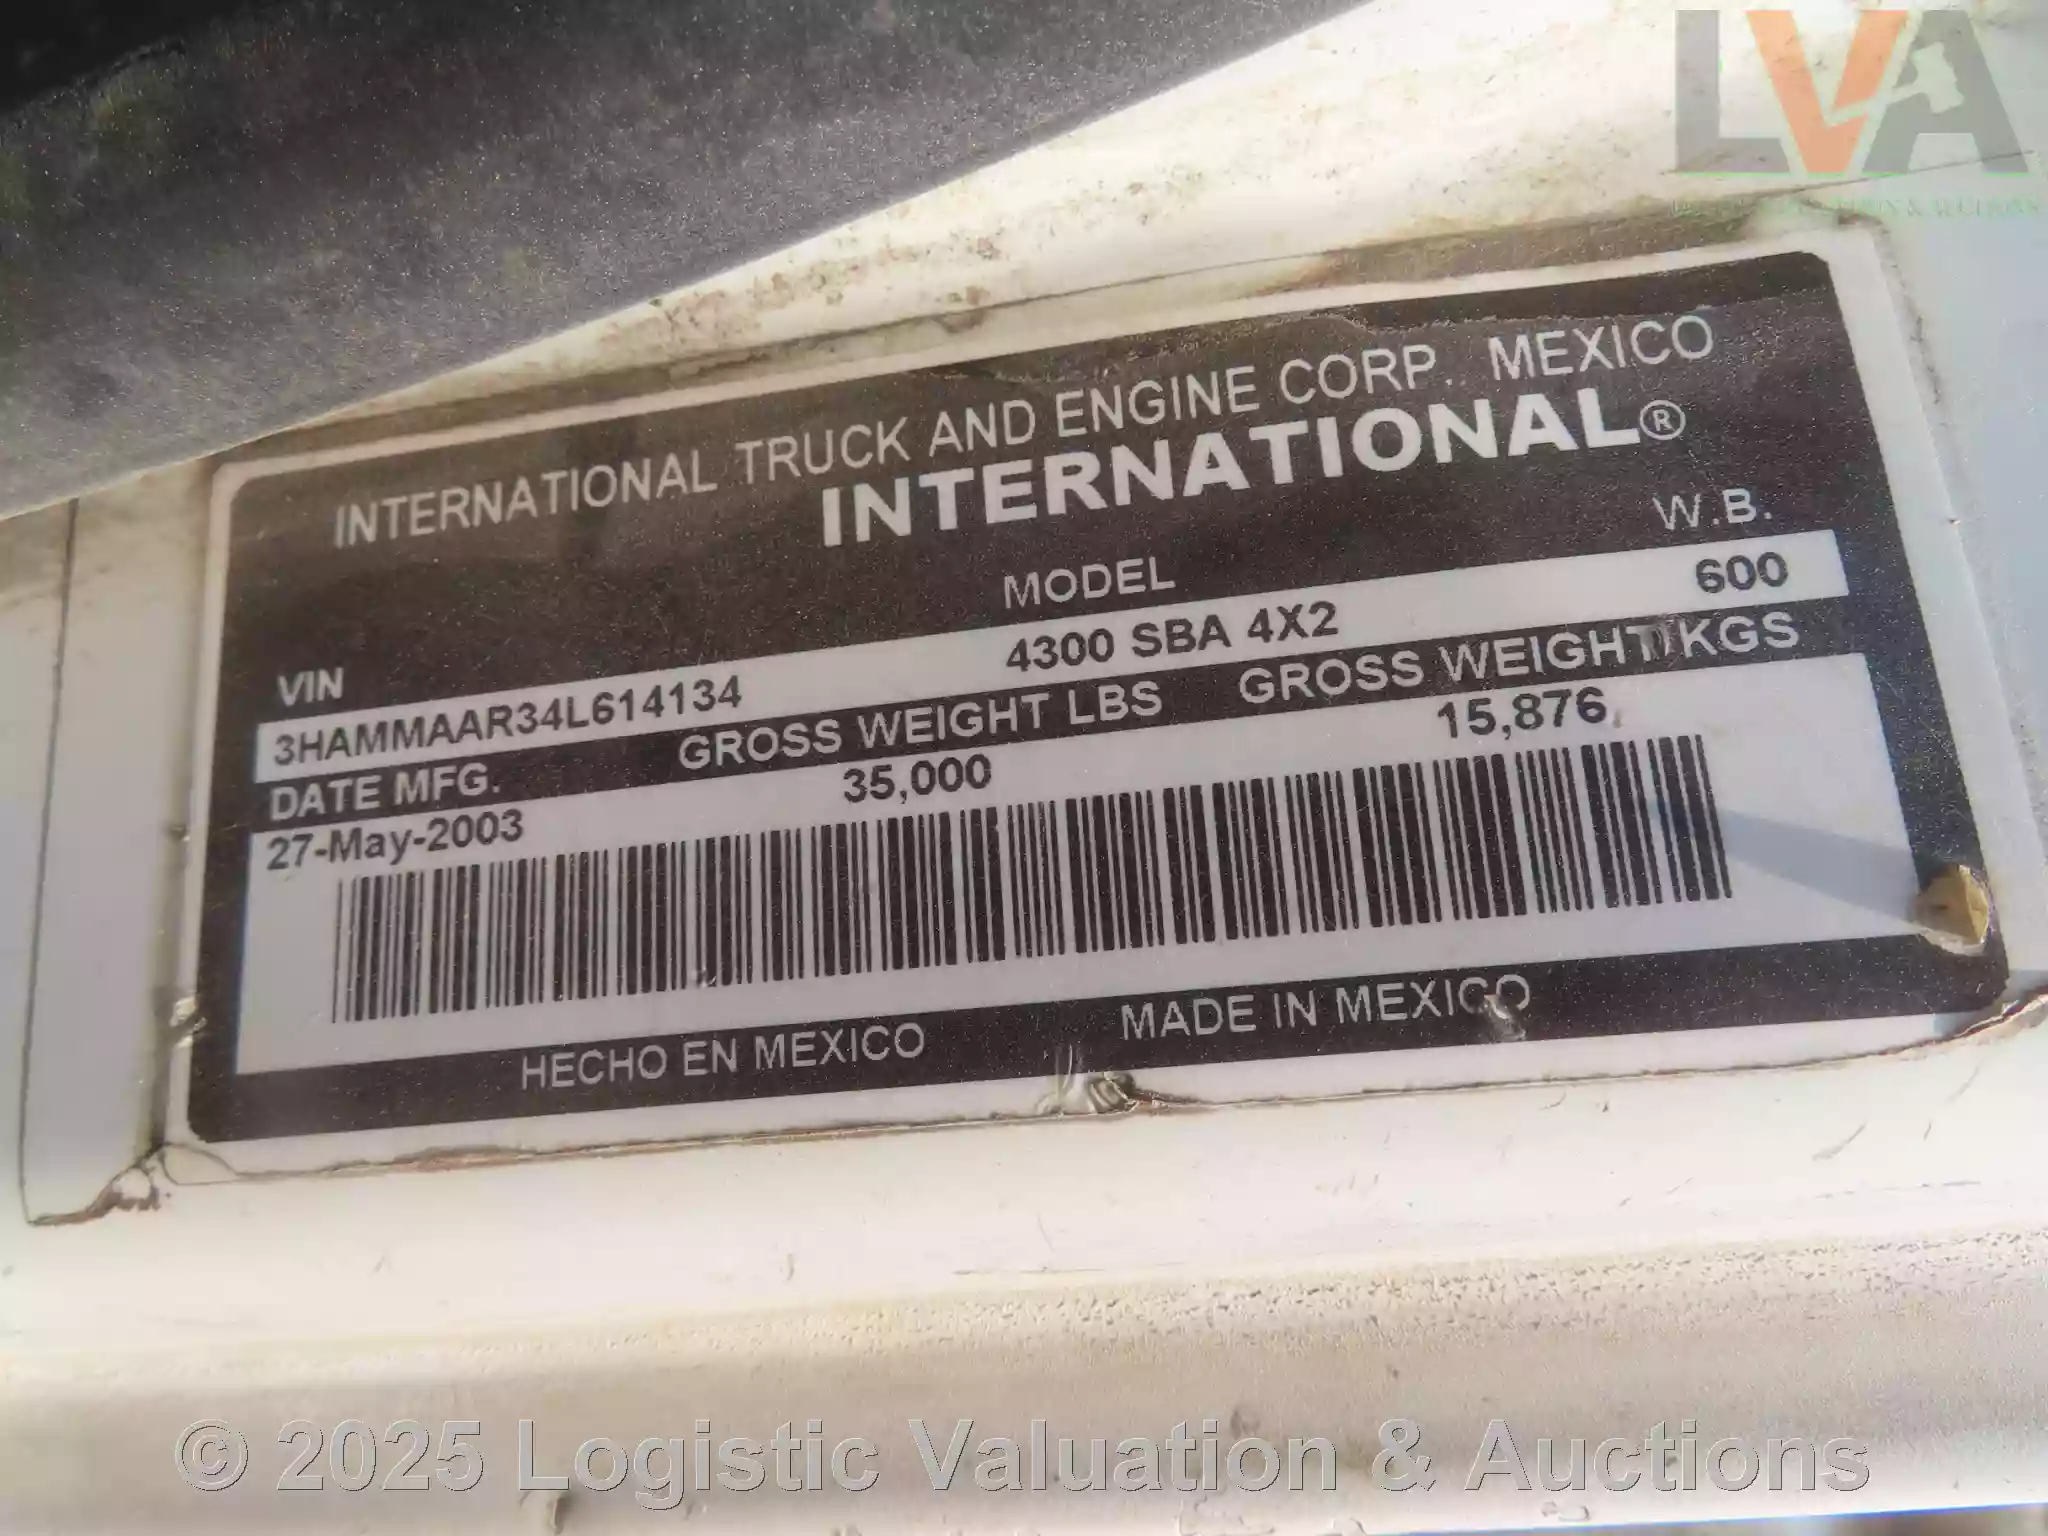 LVA
INTERNATIONAL TRUCK AND ENGINE CORP. MEXICO
INTERNATIONAL®
MODEL W.B.
VIN 4300 SBA 4X2 600
3HAMMAAR34L614134 GROSS WEIGHT LBS GROSS WEIGHT KGS
DATE MFG. 35,000 15,876
27-May-2003
HECHO EN MEXICO MADE IN MEXICO
© 2025 Logistic Valuation & Auctions